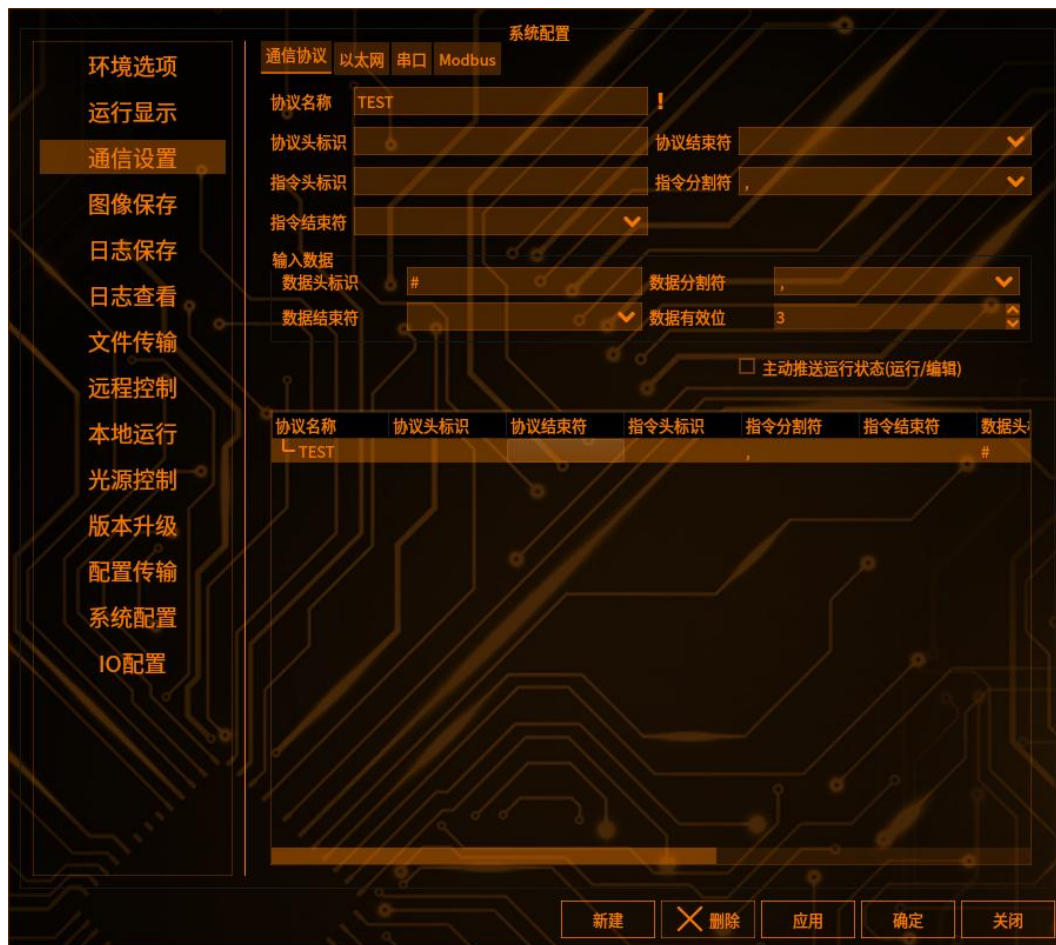 系统配置
环境选项
运行显示
通信设置
图像保存
日志保存
日志查看
文件传输
远程控制
本地运行
光源控制
版本升级
配置传输
系统配置
IO配置
通信协议 以太网 串口 Modbus
协议名称 TEST !
协议头标识 协议结束符
指令头标识 指令分割符 ,
指令结束符
输入数据
数据头标识 # 数据分割符 ,
数据结束符 数据有效位 3
主动推送运行状态(运行/编辑)
协议名称 协议头标识 协议结束符 指令头标识 指令分割符 指令结束符 数据头
TEST , #
新建 删除 应用 确定 关闭